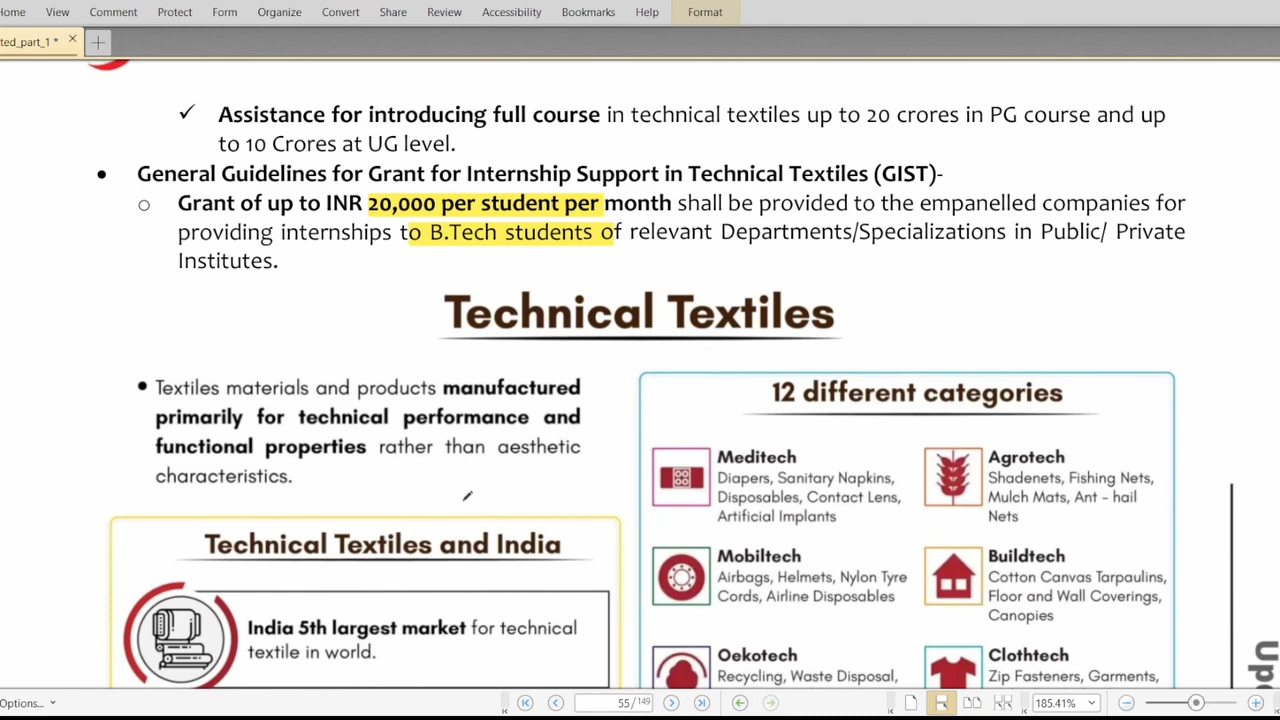 Home View Comment Protect Form Organize Convert Share Review Accessibility Bookmarks Help Format
ted_part_1 *
✓ Assistance for introducing full course in technical textiles up to 20 crores in PG course and up
to 10 Crores at UG level.
• General Guidelines for Grant for Internship Support in Technical Textiles (GIST)-
o Grant of up to INR 20,000 per student per month shall be provided to the empanelled companies for
providing internships to B.Tech students of relevant Departments/Specializations in Public/ Private
Institutes.
Technical Textiles
• Textiles materials and products manufactured
primarily for technical performance and
functional properties rather than aesthetic
characteristics.
Technical Textiles and India
India 5th largest market for technical
textile in world.
12 different categories
Meditech
Diapers, Sanitary Napkins,
Disposables, Contact Lens,
Artificial Implants
Agrotech
Shadenets, Fishing Nets,
Mulch Mats, Ant - hail
Nets
Mobiltech
Airbags, Helmets, Nylon Tyre
Cords, Airline Disposables
Buildtech
Cotton Canvas Tarpaulins,
Floor and Wall Coverings,
Canopies
Oekotech
Recycling, Waste Disposal,
Clothtech
Zip Fasteners, Garments,
Options...
55 / 149
185.41%